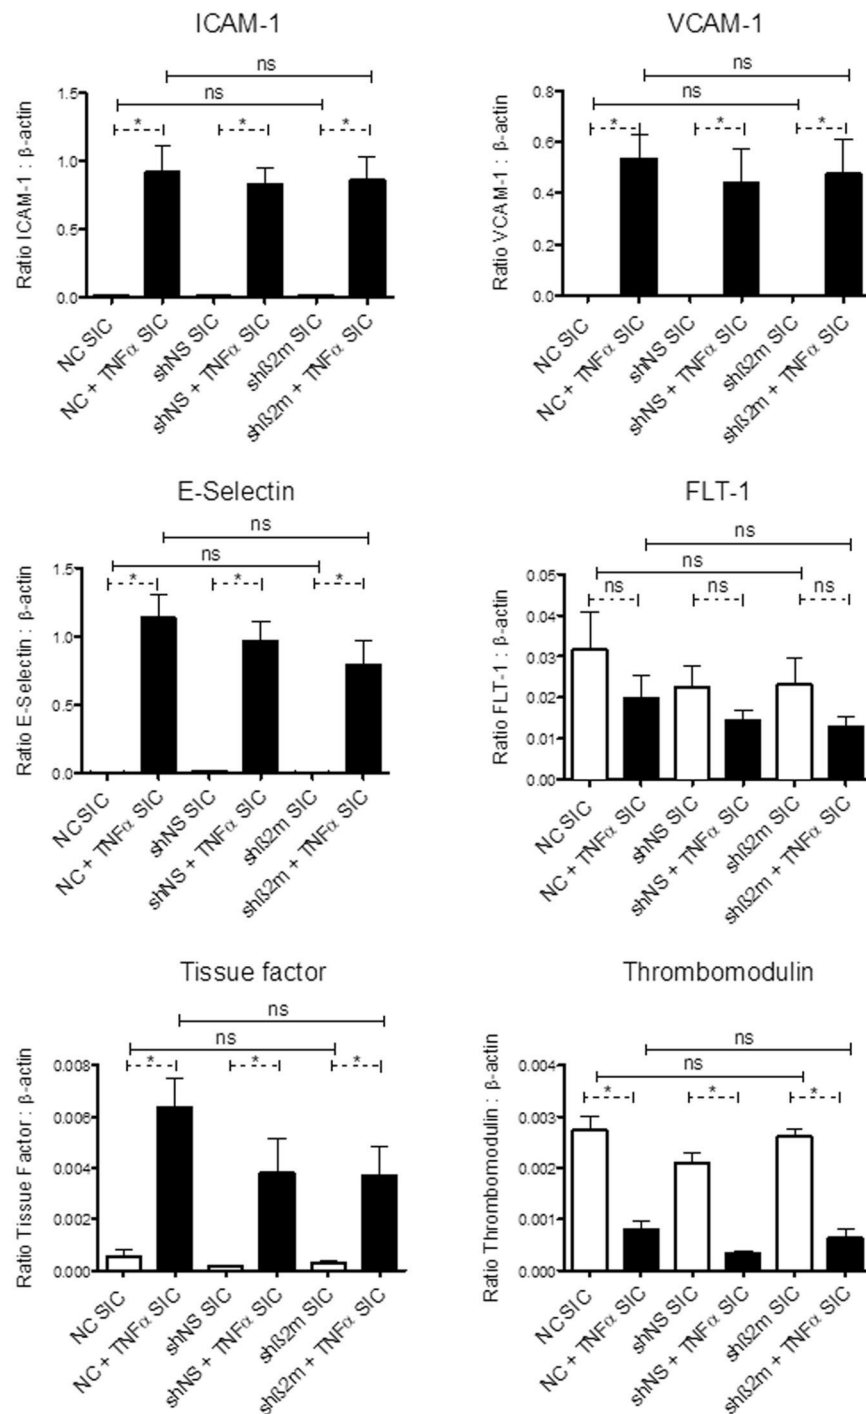 ICAM-1
ns
ns
* * *
Ratio ICAM-1 : β-actin
1.5
1.0
0.5
0.0
NC SIC
NC + TNFα SIC
shNS SIC
shNS + TNFα SIC
shß2m SIC
shß2m + TNFα SIC
VCAM-1
ns
ns
* * *
Ratio VCAM-1 : β-actin
0.8
0.6
0.4
0.2
0.0
NC SIC
NC + TNFα SIC
shNS SIC
shNS + TNFα SIC
shß2m SIC
shß2m + TNFα SIC
E-Selectin
ns
ns
* * *
Ratio E-Selectin : β-actin
1.5
1.0
0.5
0.0
NC SIC
NC + TNFα SIC
shNS SIC
shNS + TNFα SIC
shß2m SIC
shß2m + TNFα SIC
FLT-1
ns
ns
ns ns ns
Ratio FLT-1 : β-actin
0.05
0.04
0.03
0.02
0.01
0.00
NC SIC
NC + TNFα SIC
shNS SIC
shNS + TNFα SIC
shß2m SIC
shß2m + TNFα SIC
Tissue factor
ns
ns
* * *
Ratio Tissue Factor : β-actin
0.008
0.006
0.004
0.002
0.000
NC SIC
NC + TNFα SIC
shNS SIC
shNS + TNFα SIC
shß2m SIC
shß2m + TNFα SIC
Thrombomodulin
ns
ns
* * *
Ratio Thrombomodulin : β-actin
0.004
0.003
0.002
0.001
0.000
NC SIC
NC + TNFα SIC
shNS SIC
shNS + TNFα SIC
shß2m SIC
shß2m + TNFα SIC